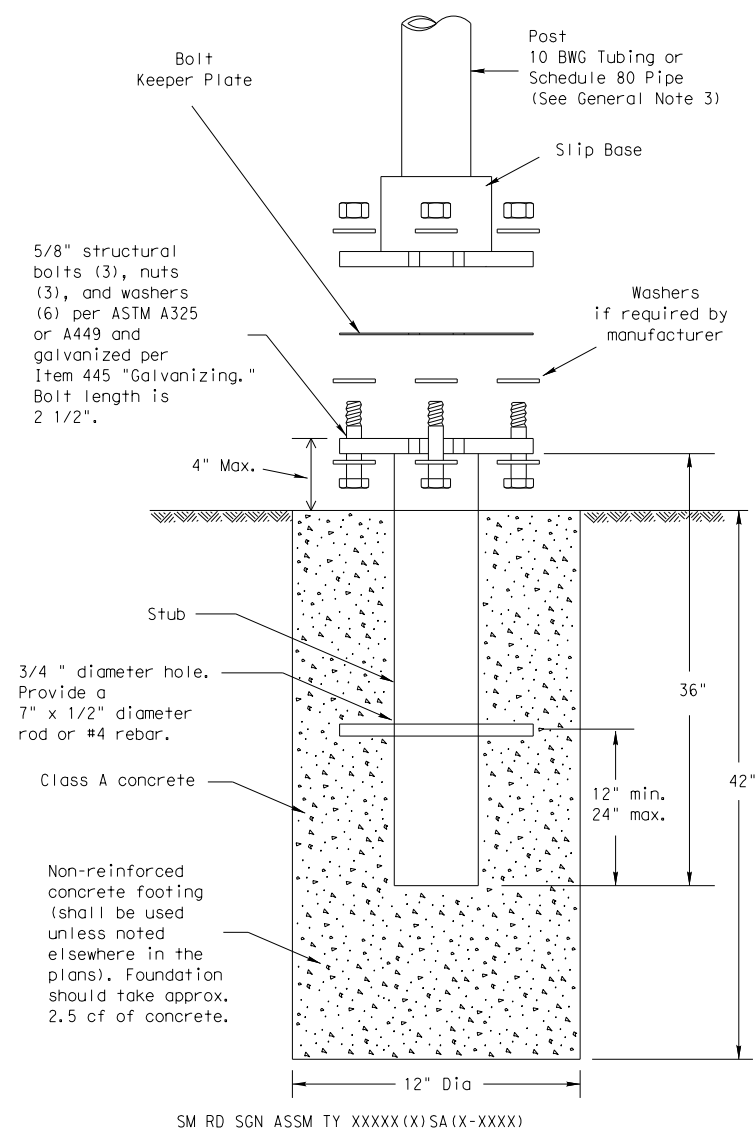 Bolt
Keeper Plate
Post
10 BWG Tubing or
Schedule 80 Pipe
(See General Note 3)
Slip Base
5/8" structural
bolts (3), nuts
(3), and washers
(6) per ASTM A325
or A449 and
galvanized per
Item 445 "Galvanizing."
Bolt length is
2 1/2".
Washers
if required by
manufacturer
4" Max.
Stub
3/4 " diameter hole.
Provide a
7" x 1/2" diameter
rod or #4 rebar.
36"
Class A concrete
12" min.
24" max.
42"
Non-reinforced
concrete footing
(shall be used
unless noted
elsewhere in the
plans). Foundation
should take approx.
2.5 cf of concrete.
12" Dia
SM RD SGN ASSM TY XXXXX(X)SA(X-XXXX)